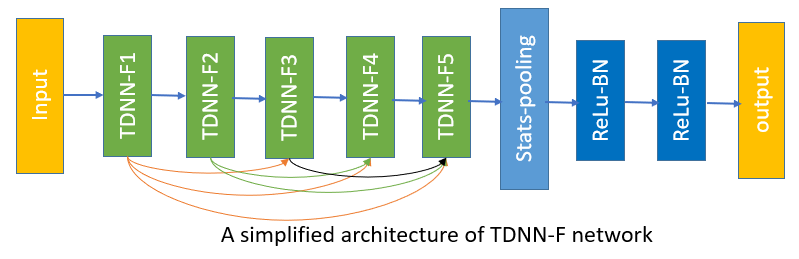 Input
TDNN-F1
TDNN-F2
TDNN-F3
TDNN-F4
TDNN-F5
Stats-pooling
ReLu-BN
ReLu-BN
output
A simplified architecture of TDNN-F network